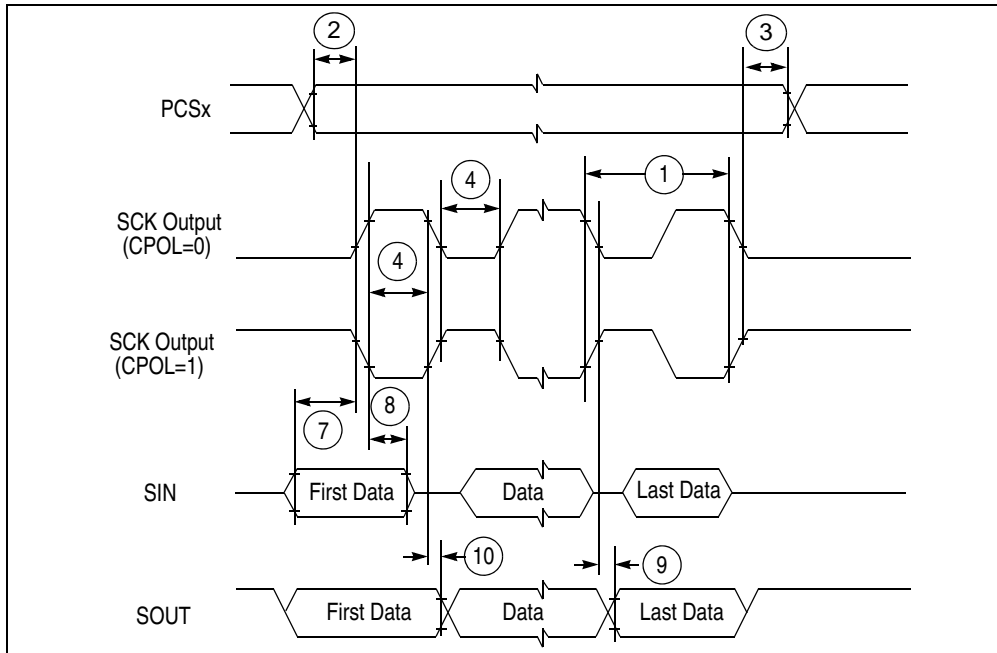 2
3
PCSx
4
1
SCK Output
(CPOL=0)
4
SCK Output
(CPOL=1)
8
7
SIN
First Data
Data
Last Data
10
9
SOUT
First Data
Data
Last Data